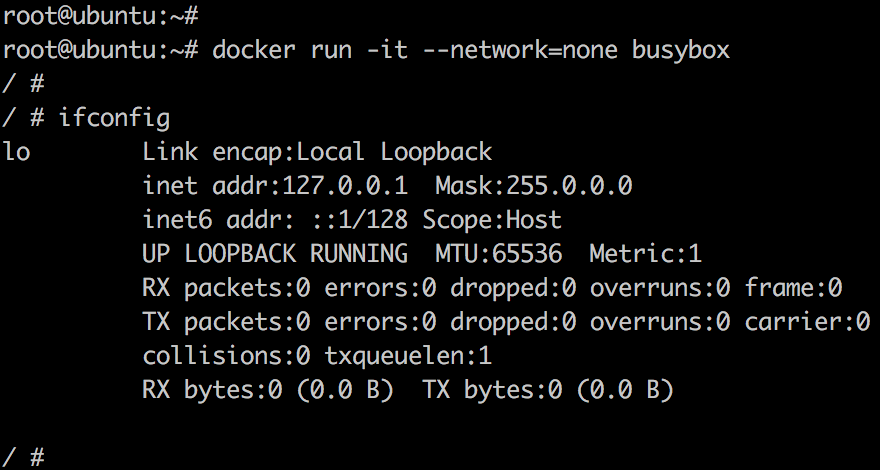 root@ubuntu:~#
root@ubuntu:~# docker run -it --network=none busybox
/ #
/ # ifconfig
lo        Link encap:Local Loopback
          inet addr:127.0.0.1  Mask:255.0.0.0
          inet6 addr: ::1/128 Scope:Host
          UP LOOPBACK RUNNING  MTU:65536  Metric:1
          RX packets:0 errors:0 dropped:0 overruns:0 frame:0
          TX packets:0 errors:0 dropped:0 overruns:0 carrier:0
          collisions:0 txqueuelen:1
          RX bytes:0 (0.0 B)  TX bytes:0 (0.0 B)
/ #